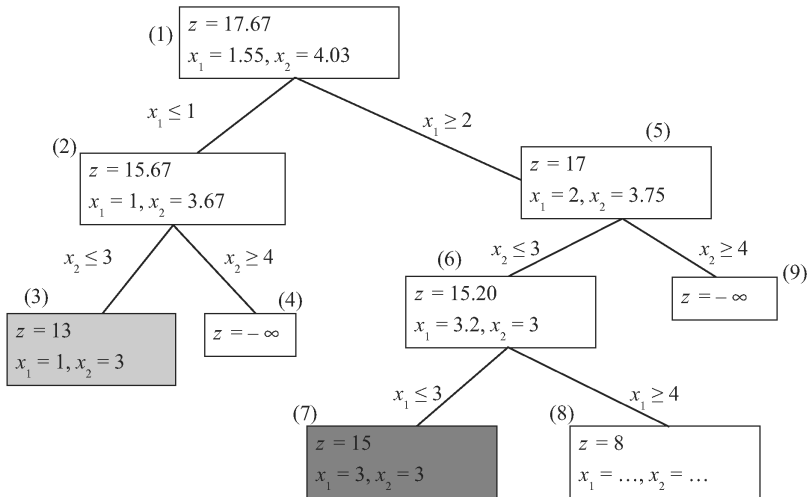 (1)
z = 17.67
x₁ = 1.55, x₂ = 4.03
x₁ ≤ 1
x₁ ≥ 2
(2)
z = 15.67
x₁ = 1, x₂ = 3.67
(5)
z = 17
x₁ = 2, x₂ = 3.75
x₂ ≤ 3
x₂ ≥ 4
x₂ ≤ 3
x₂ ≥ 4
(3)
z = 13
x₁ = 1, x₂ = 3
(4)
z = – ∞
(6)
z = 15.20
x₁ = 3.2, x₂ = 3
(9)
z = – ∞
x₁ ≤ 3
x₁ ≥ 4
(7)
z = 15
x₁ = 3, x₂ = 3
(8)
z = 8
x₁ = …, x₂ = …